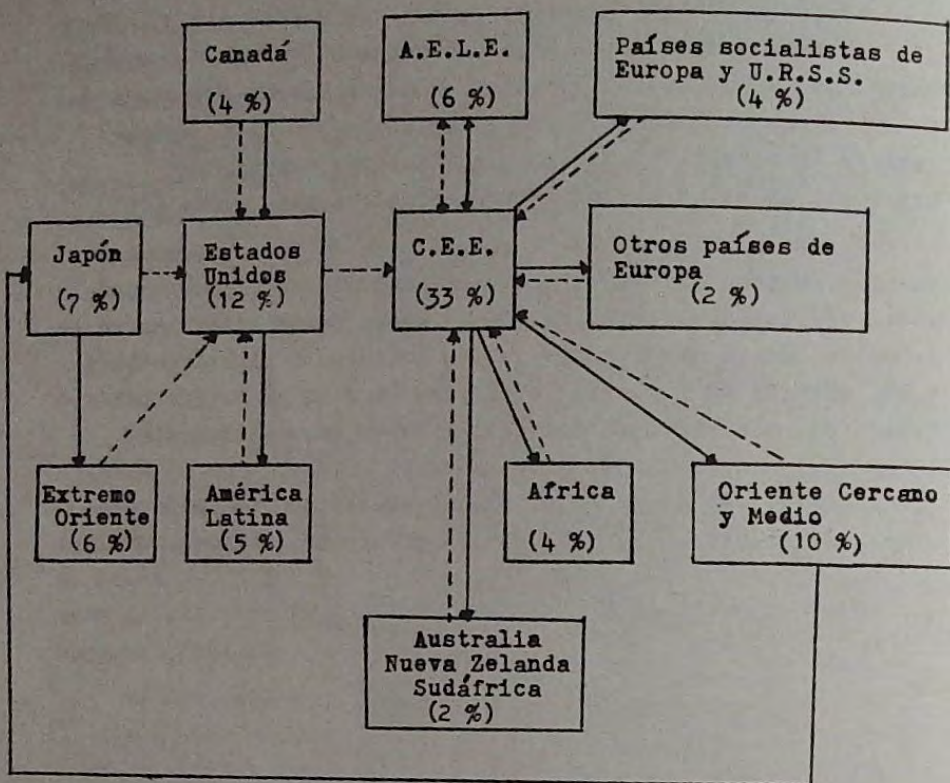 Canadá
(4 %)
A.E.L.E.
(6 %)
Países socialistas de
Europa y U.R.S.S.
(4 %)
Japón
(7 %)
Estados
Unidos
(12 %)
C.E.E.
(33 %)
Otros países de
Europa
(2 %)
Extremo
Oriente
(6 %)
América
Latina
(5 %)
Africa
(4 %)
Oriente Cercano
y Medio
(10 %)
Australia
Nueva Zelanda
Sudáfrica
(2 %)